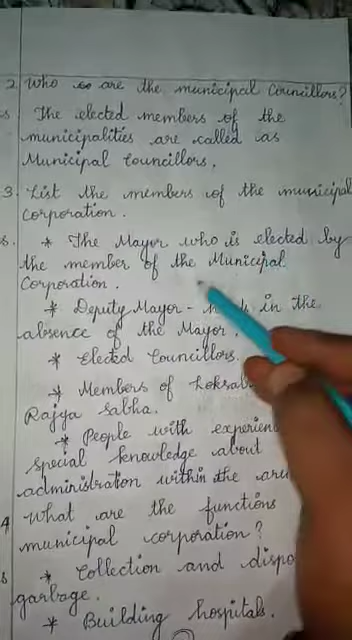 2. Who are the municipal Councillors?
s The elected members of the
municipalities are called as
Municipal Councillors.
3. List the members of the municipal
corporation.
s. * The Mayor who is elected by
the member of the Municipal
Corporation.
* Deputy Mayor - in the
absence of the Mayor.
* Elected Councillors.
* Members of Loksab
Rajya Sabha.
* People with experien
special knowledge about
administration within the
4 What are the functions
municipal corporation?
s * Collection and dispo
garbage.
* Building hospitals.